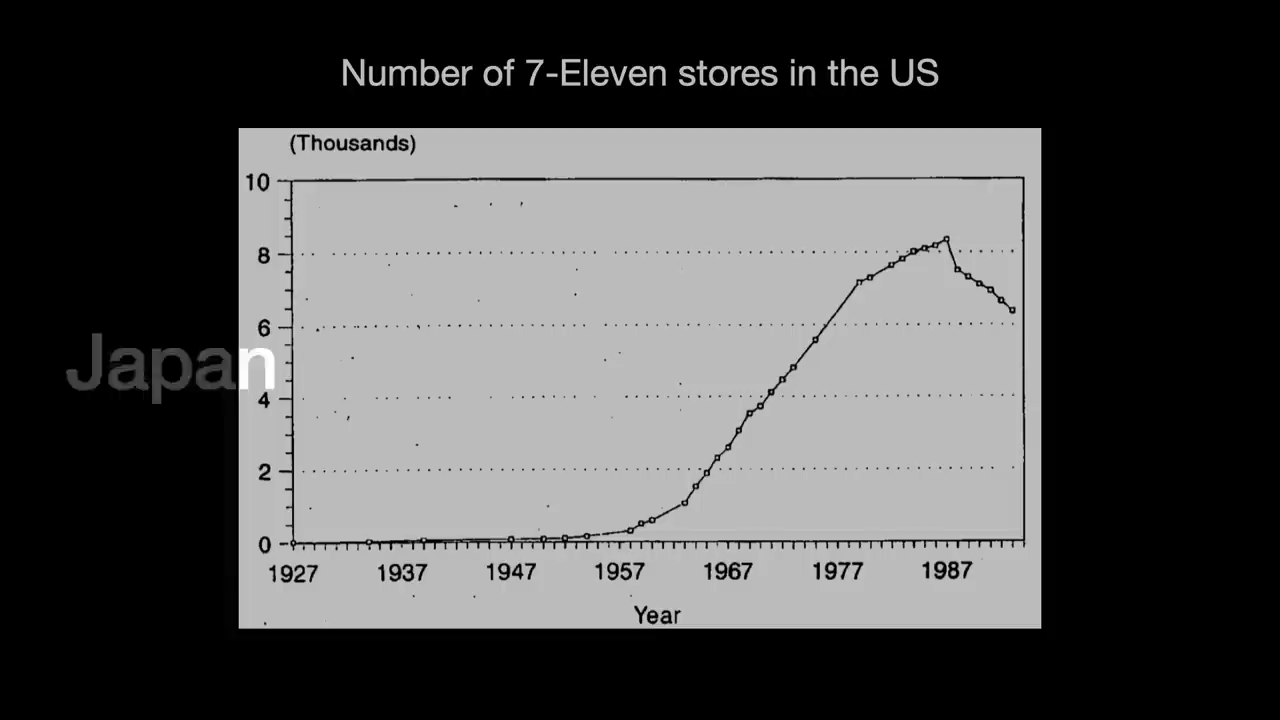 Number of 7-Eleven stores in the US
(Thousands)
10
8
6
Japan
4
2
0
1927 1937 1947 1957 1967 1977 1987
Year